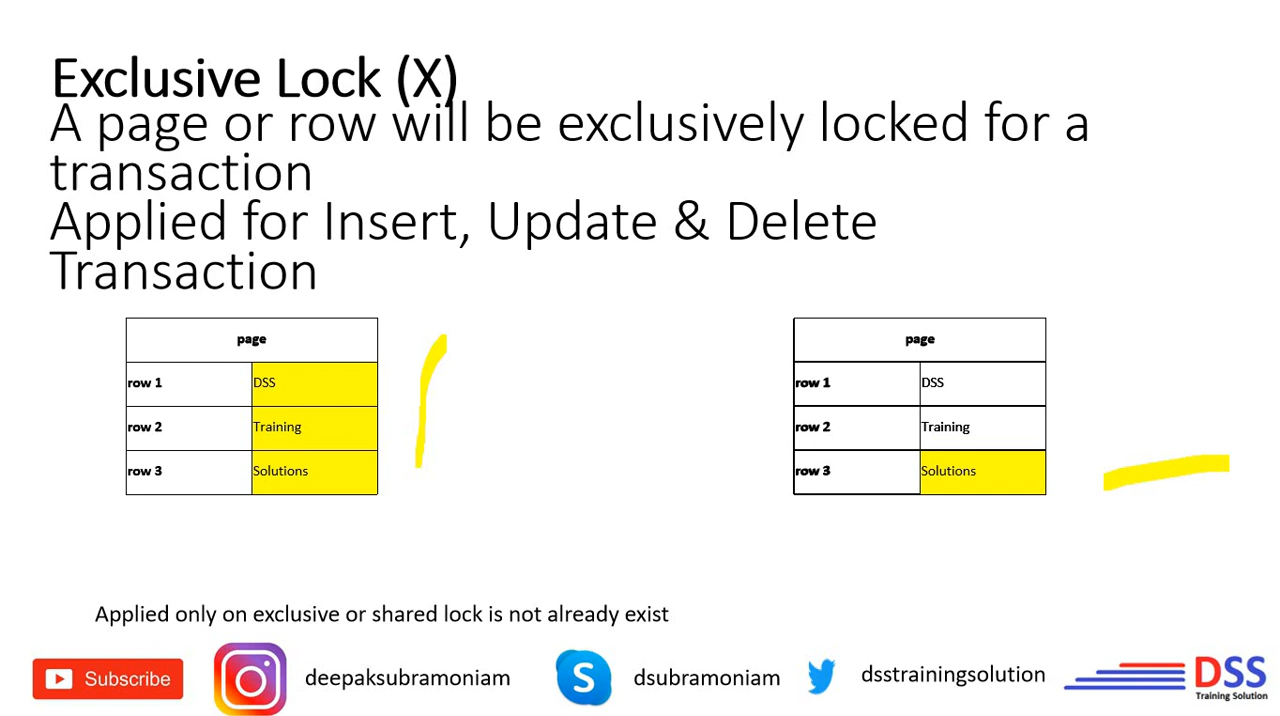 Exclusive Lock (X)
A page or row will be exclusively locked for a
transaction
Applied for Insert, Update & Delete
Transaction
page
row 1 DSS
row 2 Training
row 3 Solutions
page
row 1 DSS
row 2 Training
row 3 Solutions
Applied only on exclusive or shared lock is not already exist
Subscribe
deepaksubramoniam
S
dsubramoniam
dsstrainingsolution
DSS
Training Solution